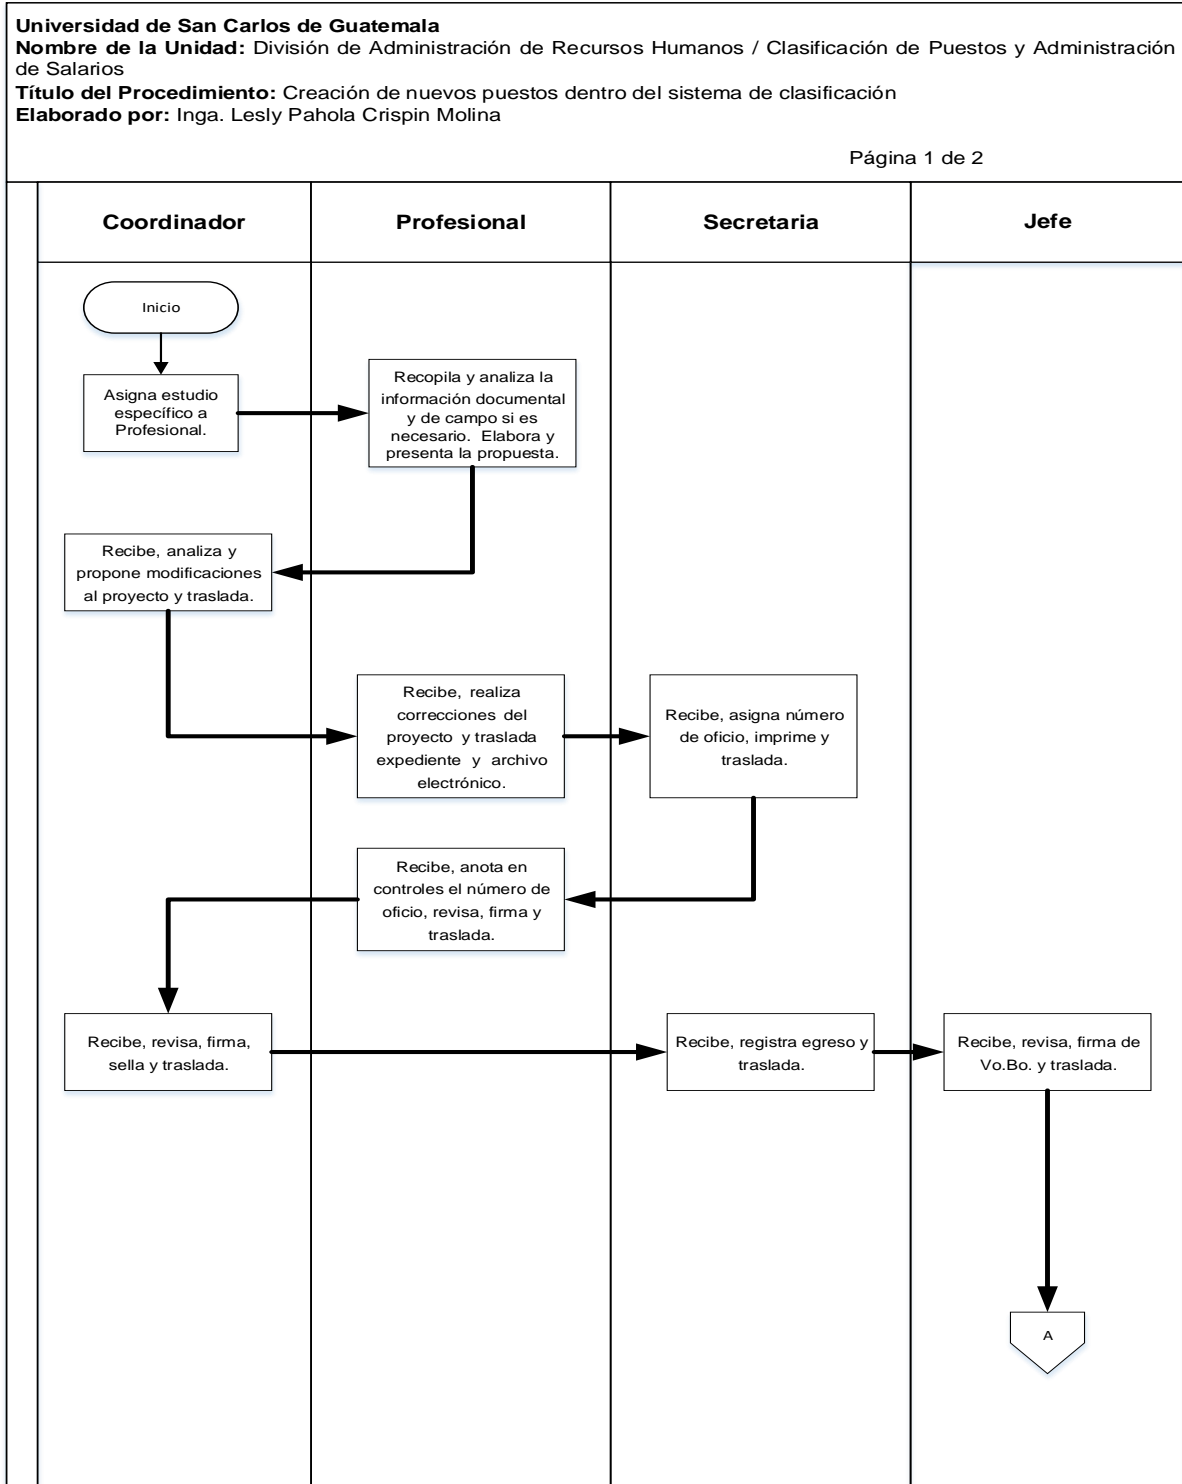 Universidad de San Carlos de Guatemala
Nombre de la Unidad: División de Administración de Recursos Humanos / Clasificación de Puestos y Administración
de Salarios
Título del Procedimiento: Creación de nuevos puestos dentro del sistema de clasificación
Elaborado por: Inga. Lesly Pahola Crispin Molina
Página 1 de 2
Coordinador
Profesional
Secretaria
Jefe
Inicio
Asigna estudio
específico a
Profesional.
Recopila y analiza la
información documental
y de campo si es
necesario. Elabora y
presenta la propuesta.
Recibe, analiza y
propone modificaciones
al proyecto y traslada.
Recibe, realiza
correcciones del
proyecto y traslada
expediente y archivo
electrónico.
Recibe, asigna número
de oficio, imprime y
traslada.
Recibe, anota en
controles el número de
oficio, revisa, firma y
traslada.
Recibe, revisa, firma,
sella y traslada.
Recibe, registra egreso y
traslada.
Recibe, revisa, firma de
Vo.Bo. y traslada.
A